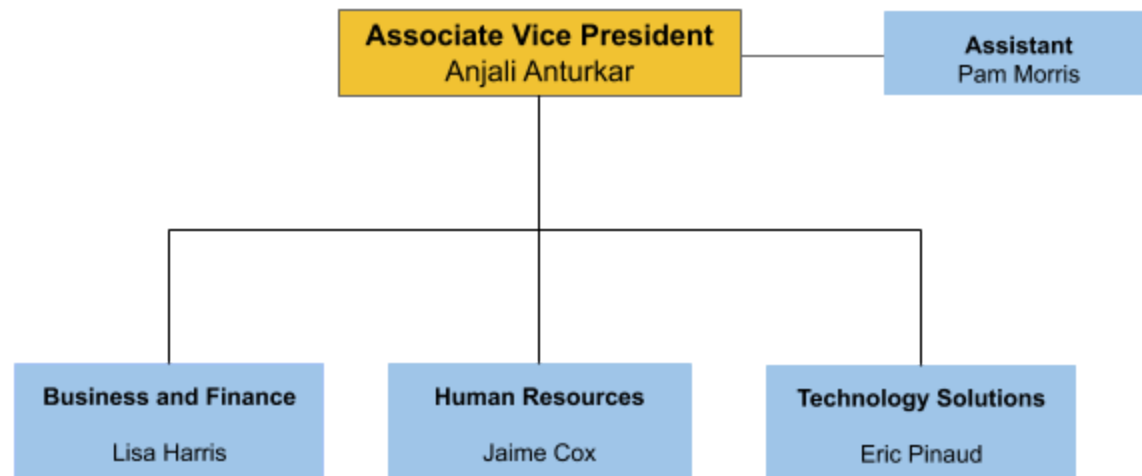 Associate Vice President
Anjali Anturkar
Assistant
Pam Morris
Business and Finance
Lisa Harris
Human Resources
Jaime Cox
Technology Solutions
Eric Pinaud